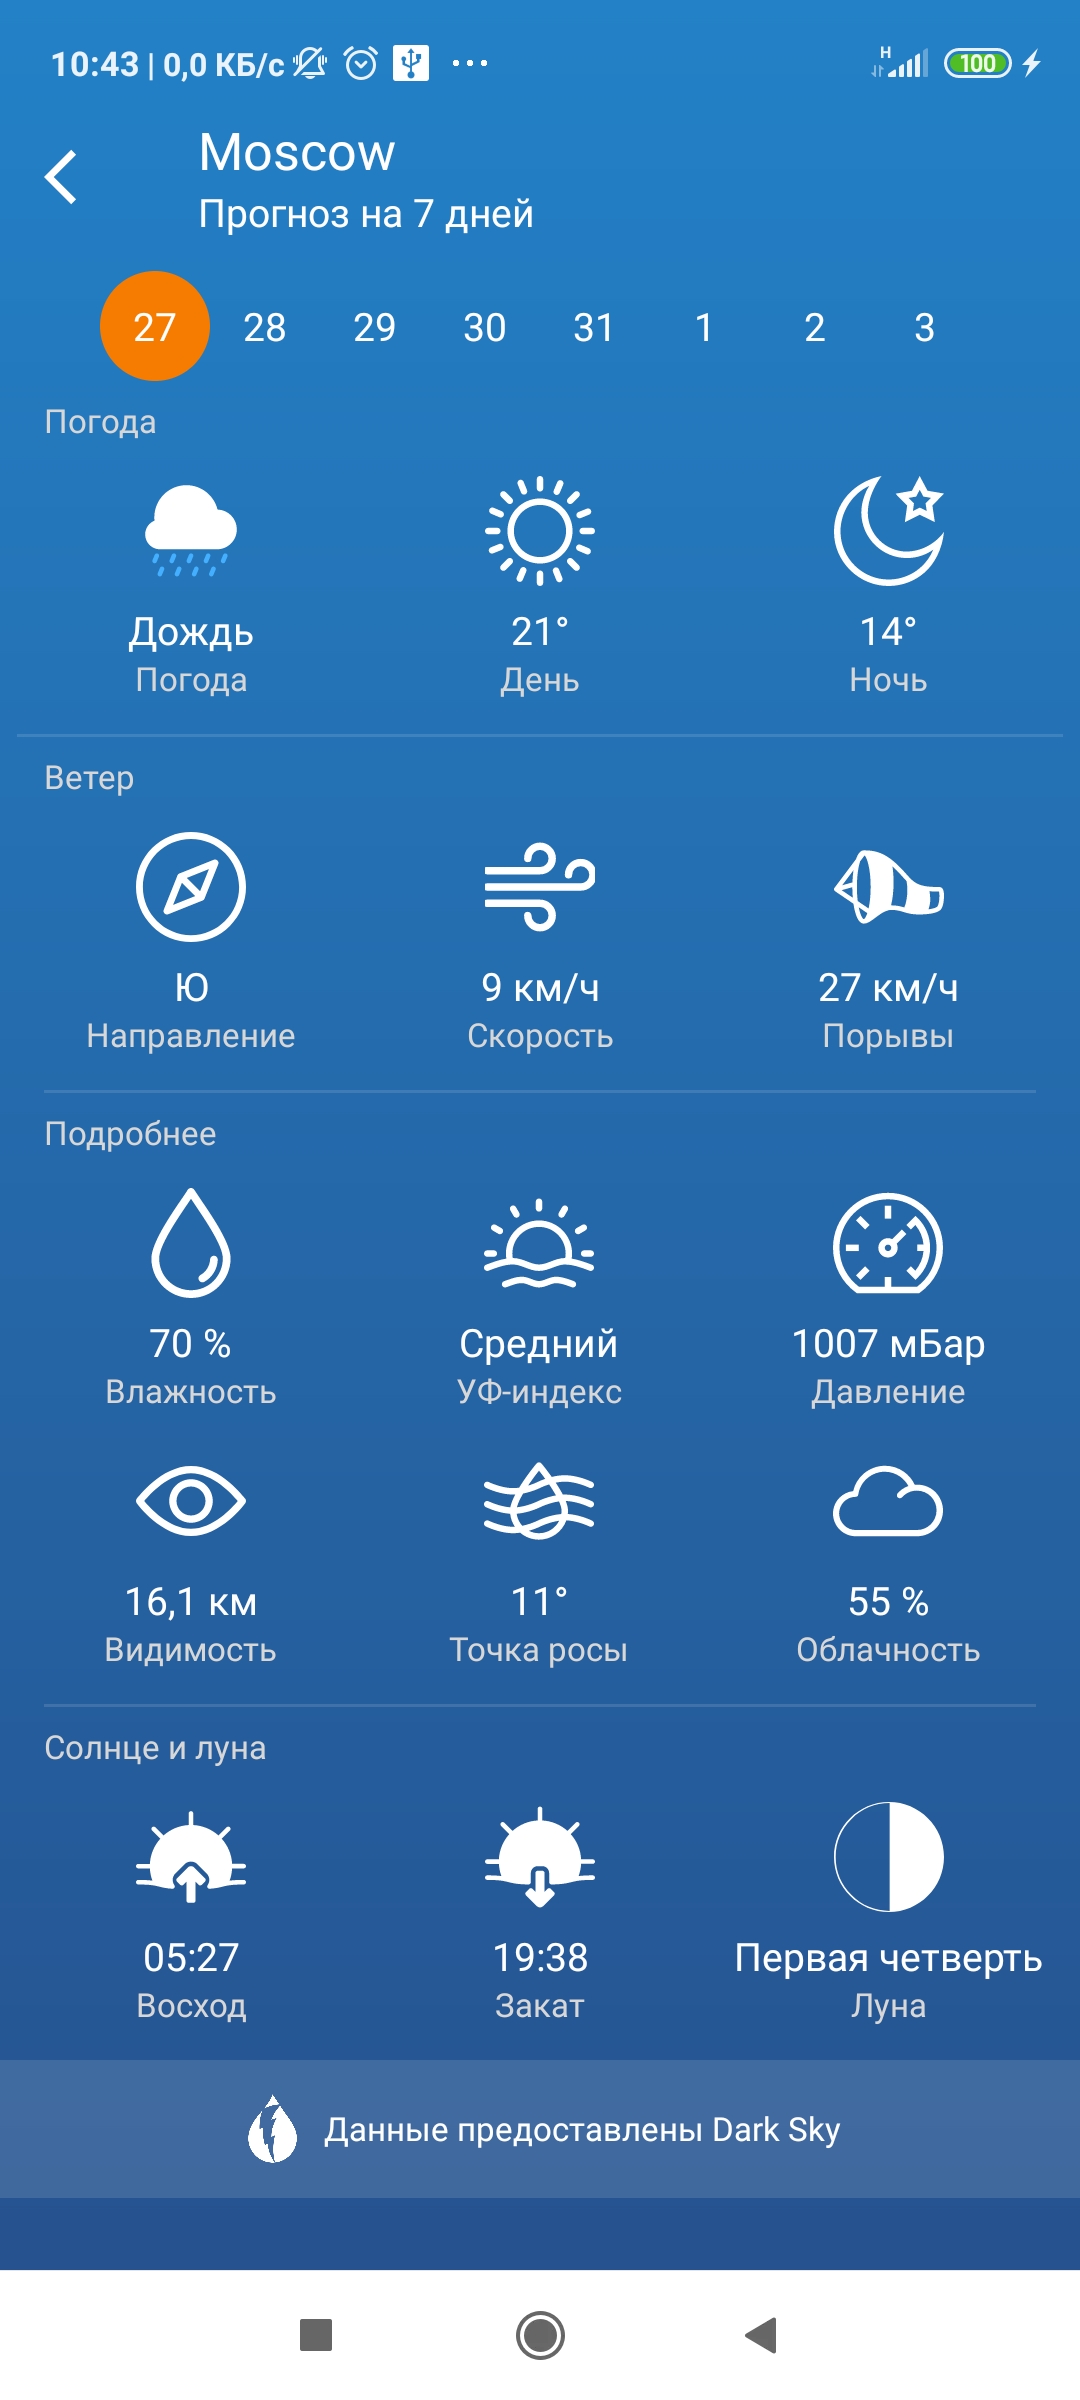 10:43 | 0,0 КБ/с ... H 100
Moscow
Прогноз на 7 дней
27 28 29 30 31 1 2 3
Погода
Дождь 21° 14°
Погода День Ночь
Ветер
Ю 9 км/ч 27 км/ч
Направление Скорость Порывы
Подробнее
70 % Средний 1007 мБар
Влажность УФ-индекс Давление
16,1 км 11° 55 %
Видимость Точка росы Облачность
Солнце и луна
05:27 19:38 Первая четверть
Восход Закат Луна
Данные предоставлены Dark Sky